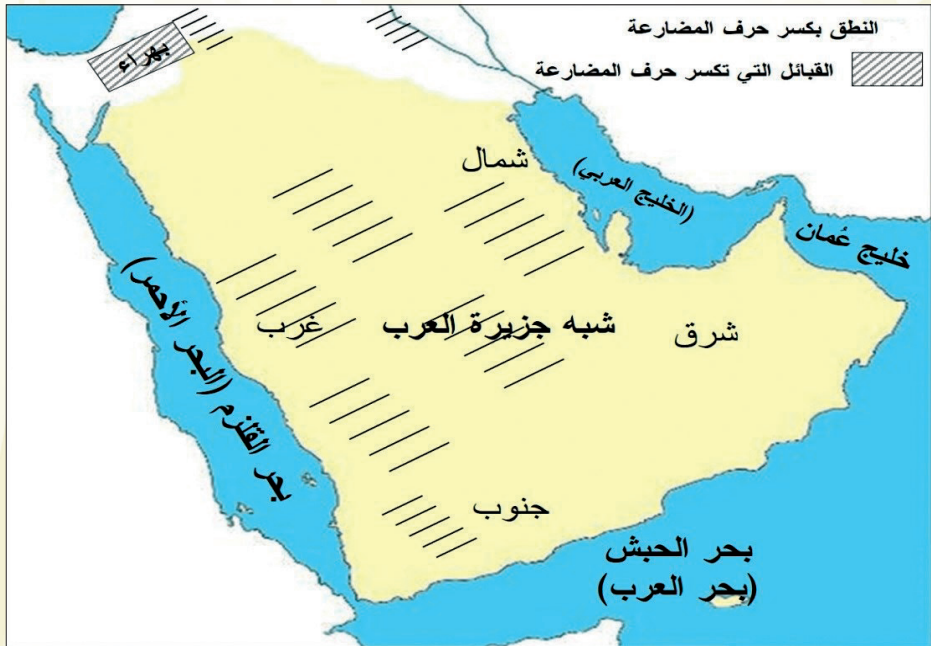 النطق بكسر حرف المضارعة
القبائل التي تكسر حرف المضارعة
بهراء
شمال
(الخليج العربي)
خليج عُمان
شبه جزيرة العرب
شرق
غرب
بحر القلزم (البحر الأحمر)
جنوب
بحر الحبش
(بحر العرب)